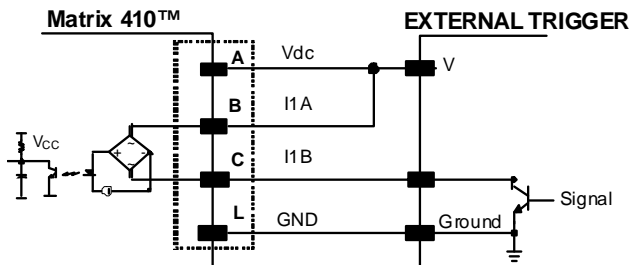 Matrix 410™
EXTERNAL TRIGGER
A
Vdc
V
B
I1A
VCC
+
~
-
~
C
I1B
Signal
L
GND
Ground